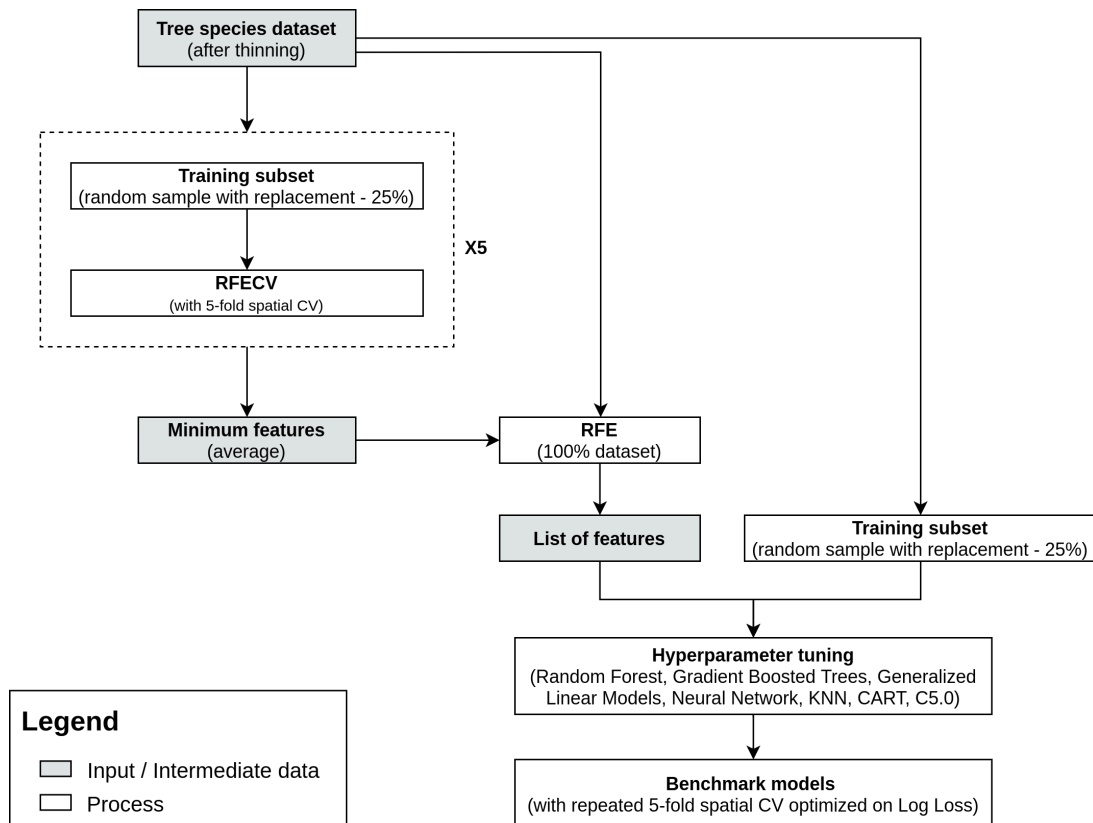 Tree species dataset
(after thinning)
Training subset
(random sample with replacement - 25%)
X5
RFECV
(with 5-fold spatial CV)
Minimum features
(average)
RFE
(100% dataset)
List of features
Training subset
(random sample with replacement - 25%)
Hyperparameter tuning
(Random Forest, Gradient Boosted Trees, Generalized
Linear Models, Neural Network, KNN, CART, C5.0)
Benchmark models
(with repeated 5-fold spatial CV optimized on Log Loss)
Legend
Input / Intermediate data
Process